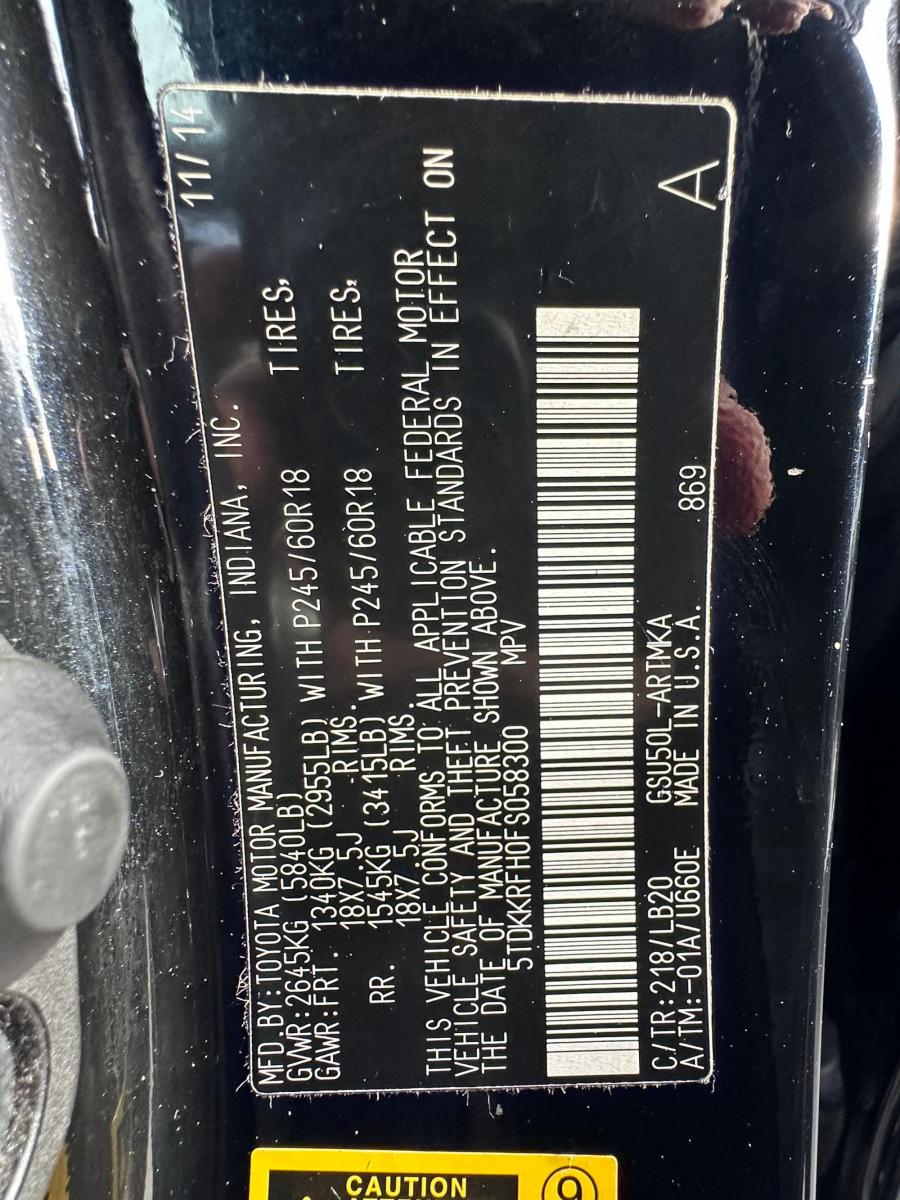 MFD.BY:TOYOTA MOTOR MANUFACTURING, INDIANA, INC. 11/14
GVWR:2645KG (5840LB)
GAWR:FRT. 1340KG (2955LB) WITH P245/60R18 TIRES,
18X7.5J RIMS.
RR. 1545KG (3415LB) WITH P245/60R18 TIRES,
18X7.5J RIMS.
THIS VEHICLE CONFORMS TO ALL APPLICABLE FEDERAL MOTOR
VEHICLE SAFETY AND THEFT PREVENTION STANDARDS IN EFFECT ON
THE DATE OF MANUFACTURE SHOWN ABOVE.
5TDKKRFH0FS058300 MPV
C/TR:218/LB20 GSU50L-ARTMKA
A/TM:-01A/U660E MADE IN U.S.A. 869 A
CAUTION